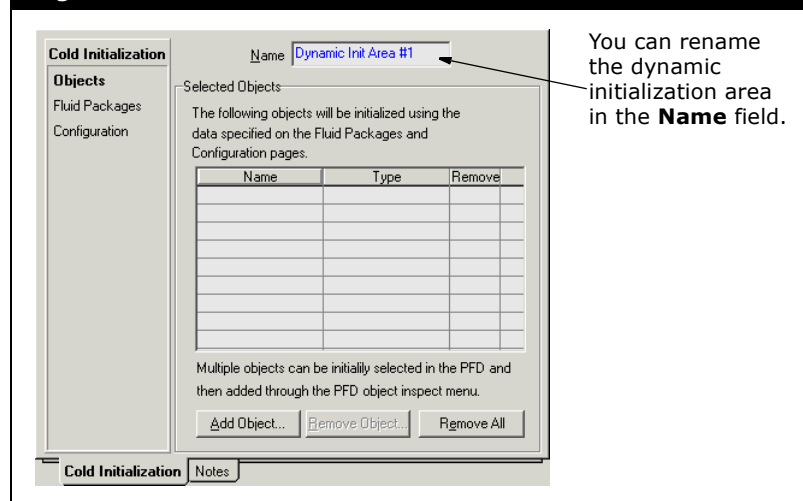 Cold Initialization
Objects
Fluid Packages
Configuration
Name Dynamic Init Area #1
Selected Objects
The following objects will be initialized using the
data specified on the Fluid Packages and
Configuration pages.
Name Type Remove
Multiple objects can be initialily selected in the PFD and
then added through the PFD object inspect menu.
Add Object... Remove Object... Remove All
Cold Initialization Notes
You can rename
the dynamic
initialization area
in the Name field.